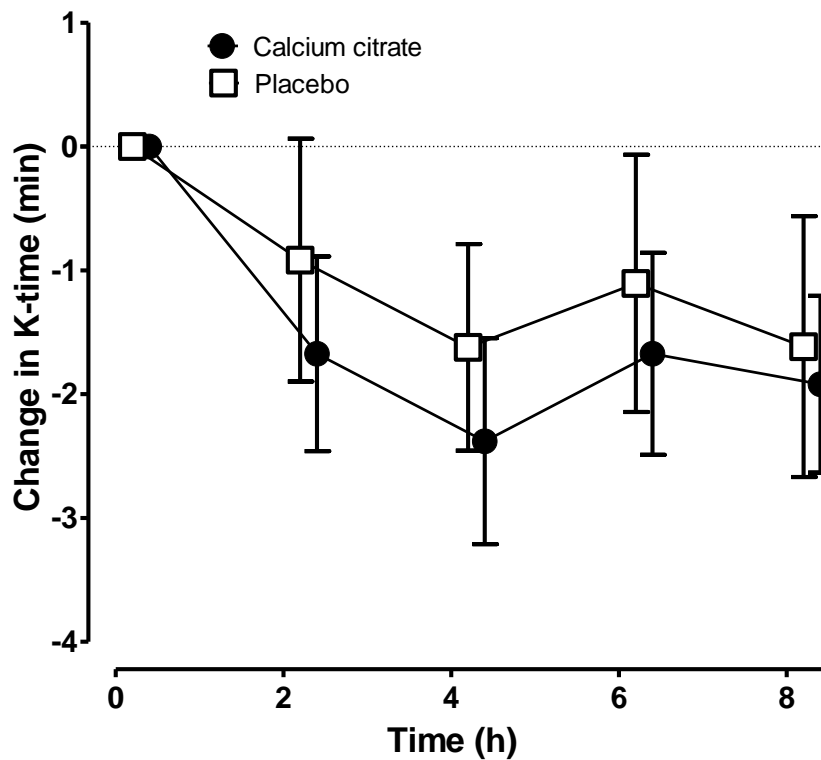 Calcium citrate
Placebo
1
0
-1
-2
-3
-4
Change in K-time (min)
0 2 4 6 8
Time (h)